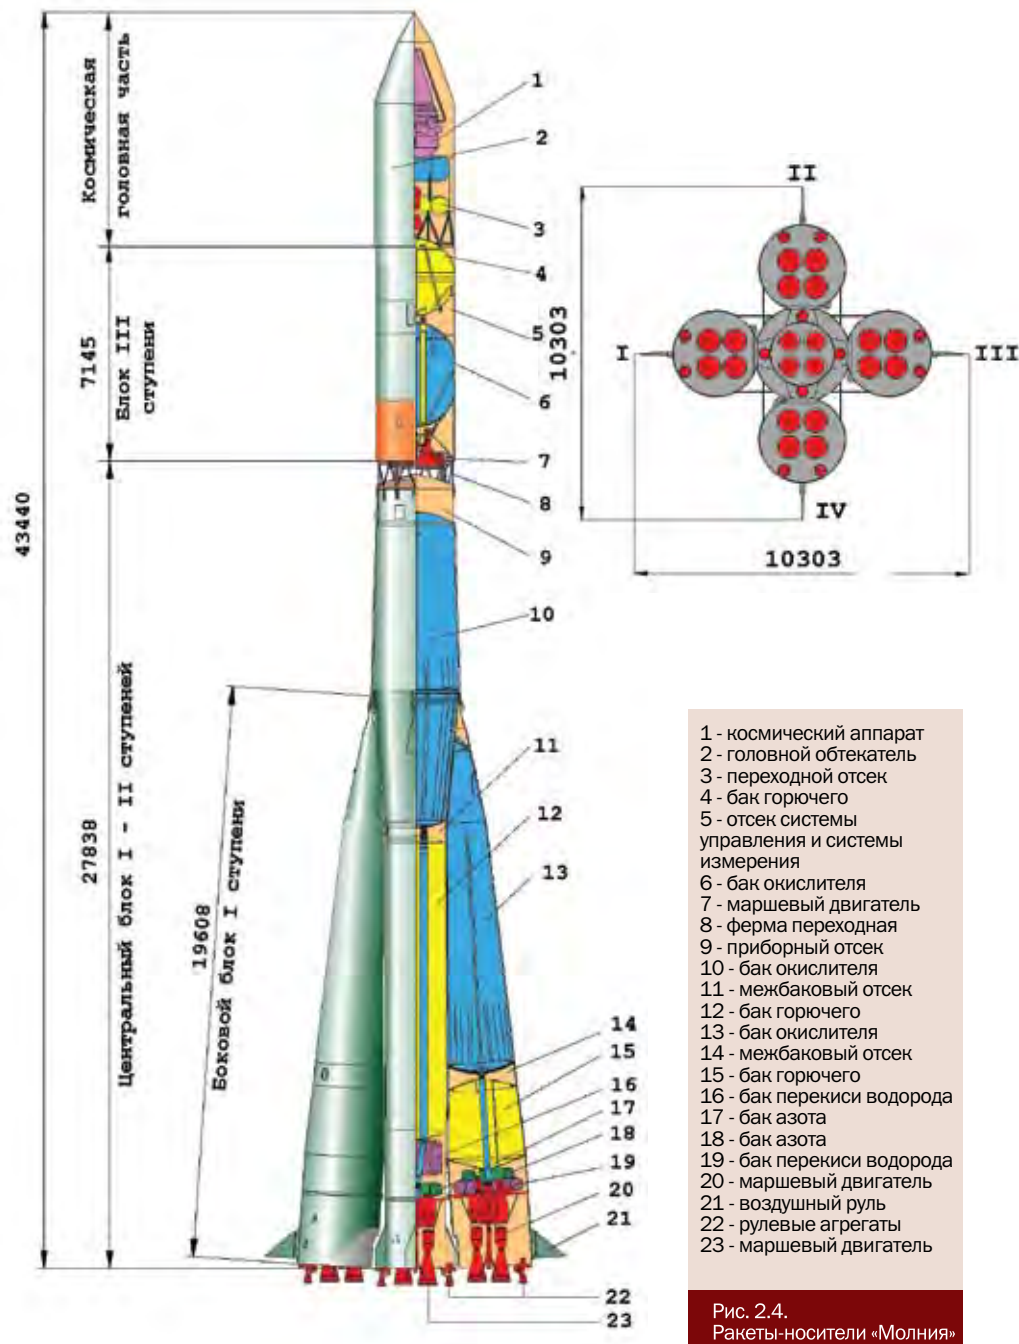 Космическая
головная часть
7145
Блок III
ступени
43440
27838
Центральный блок I - II ступеней
19608
Боковой блок I ступени
1
2
3
4
5
6
7
8
9
10
11
12
13
14
15
16
17
18
19
20
21
22
23
II
I
III
IV
10303
10303
1 - космический аппарат
2 - головной обтекатель
3 - переходной отсек
4 - бак горючего
5 - отсек системы
управления и системы
измерения
6 - бак окислителя
7 - маршевый двигатель
8 - ферма переходная
9 - приборный отсек
10 - бак окислителя
11 - межбаковый отсек
12 - бак горючего
13 - бак окислителя
14 - межбаковый отсек
15 - бак горючего
16 - бак перекиси водорода
17 - бак азота
18 - бак азота
19 - бак перекиси водорода
20 - маршевый двигатель
21 - воздушный руль
22 - рулевые агрегаты
23 - маршевый двигатель
Рис. 2.4.
Ракеты-носители «Молния»